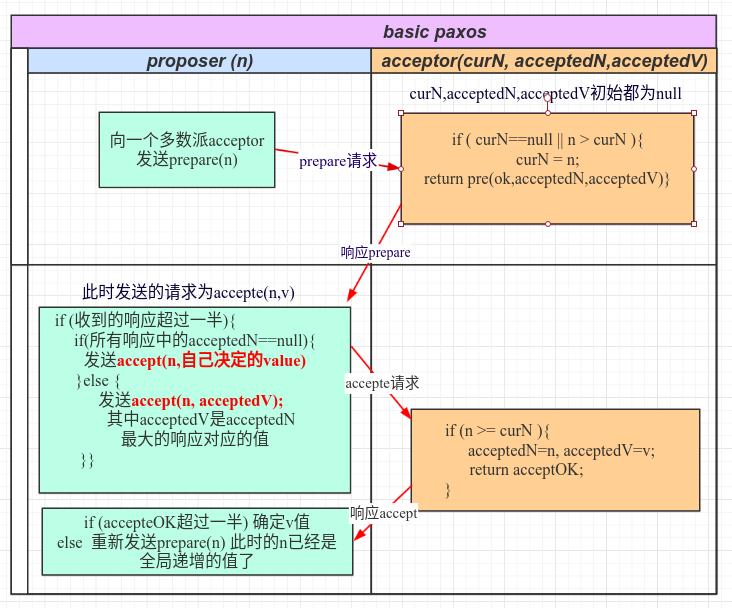 basic paxos
proposer (n)
acceptor(curN, acceptedN,acceptedV)
curN,acceptedN,acceptedV初始都为null
向一个多数派acceptor
发送prepare(n)
prepare请求
if ( curN==null || n > curN ){
curN = n;
return pre(ok,acceptedN,acceptedV)}
响应prepare
此时发送的请求为accepte(n,v)
if (收到的响应超过一半){
if(所有响应中的acceptedN==null){
发送accept(n,自己决定的value)
}else {
发送accept(n, acceptedV);
其中acceptedV是acceptedN
最大的响应对应的值
}}
accepte请求
if (n >= curN ){
acceptedN=n, acceptedV=v;
return acceptOK;
}
响应accept
if (accepteOK超过一半) 确定v值
else 重新发送prepare(n) 此时的n已经是
全局递增的值了